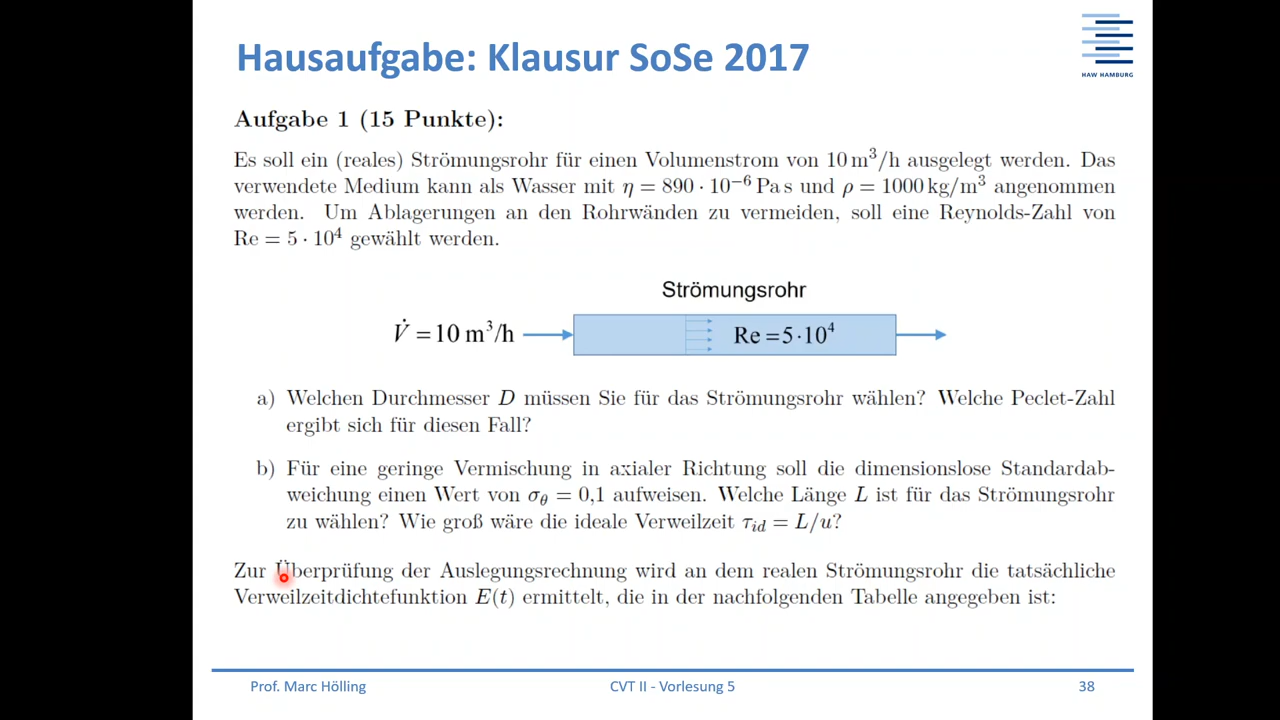 Hausaufgabe: Klausur SoSe 2017
HAW HAMBURG
Aufgabe 1 (15 Punkte):
Es soll ein (reales) Strömungsrohr für einen Volumenstrom von 10 m³/h ausgelegt werden. Das
verwendete Medium kann als Wasser mit η = 890 · 10⁻⁶ Pa s und ρ = 1000 kg/m³ angenommen
werden. Um Ablagerungen an den Rohrwänden zu vermeiden, soll eine Reynolds-Zahl von
Re = 5 · 10⁴ gewählt werden.
Strömungsrohr
V̇ = 10 m³/h
Re = 5·10⁴
a) Welchen Durchmesser D müssen Sie für das Strömungsrohr wählen? Welche Peclet-Zahl
ergibt sich für diesen Fall?
b) Für eine geringe Vermischung in axialer Richtung soll die dimensionslose Standardab-
weichung einen Wert von σ_θ = 0,1 aufweisen. Welche Länge L ist für das Strömungsrohr
zu wählen? Wie groß wäre die ideale Verweilzeit τ_id = L/u?
Zur Überprüfung der Auslegungsrechnung wird an dem realen Strömungsrohr die tatsächliche
Verweilzeitdichtefunktion E(t) ermittelt, die in der nachfolgenden Tabelle angegeben ist:
Prof. Marc Hölling
CVT II - Vorlesung 5
38